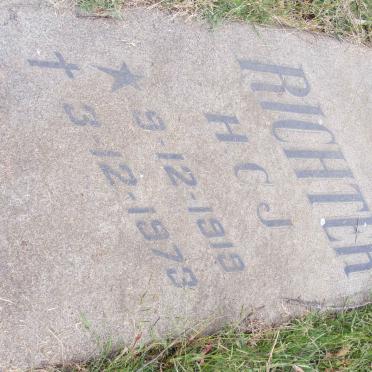 RICHTER
H C J
★ 9-12-1919
✝ 3-12-1973